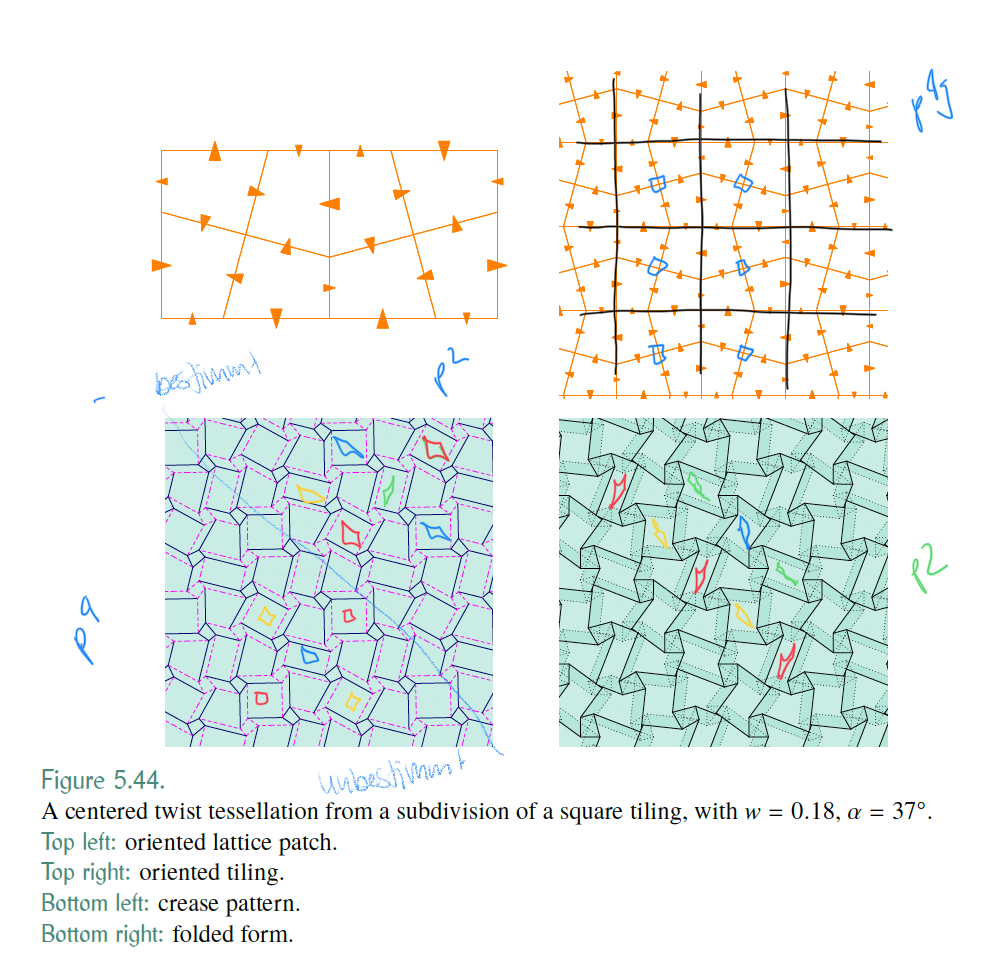 p4g
bestimmt
p2
p9
p2
unbestimmt
Figure 5.44.
A centered twist tessellation from a subdivision of a square tiling, with w = 0.18, α = 37°.
Top left: oriented lattice patch.
Top right: oriented tiling.
Bottom left: crease pattern.
Bottom right: folded form.